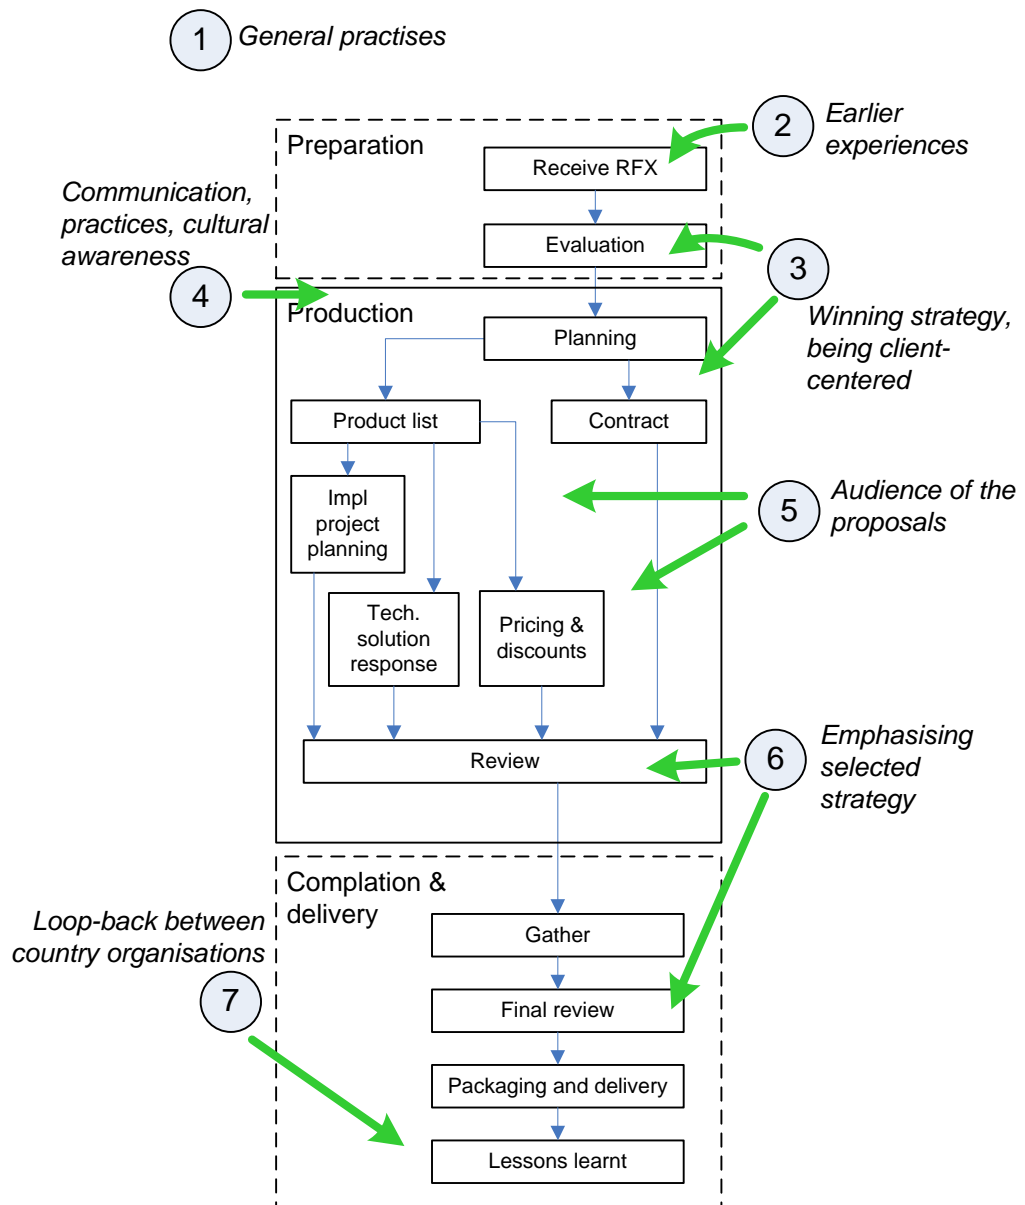 1
General practises
2
Earlier
experiences
Preparation
Receive RFX
Communication,
practices, cultural
awareness
Evaluation
3
4
Production
Winning strategy,
being client-
centered
Planning
Product list
Contract
Impl
project
planning
5
Audience of the
proposals
Tech.
solution
response
Pricing &
discounts
Review
6
Emphasising
selected
strategy
Complation &
delivery
Loop-back between
country organisations
Gather
7
Final review
Packaging and delivery
Lessons learnt